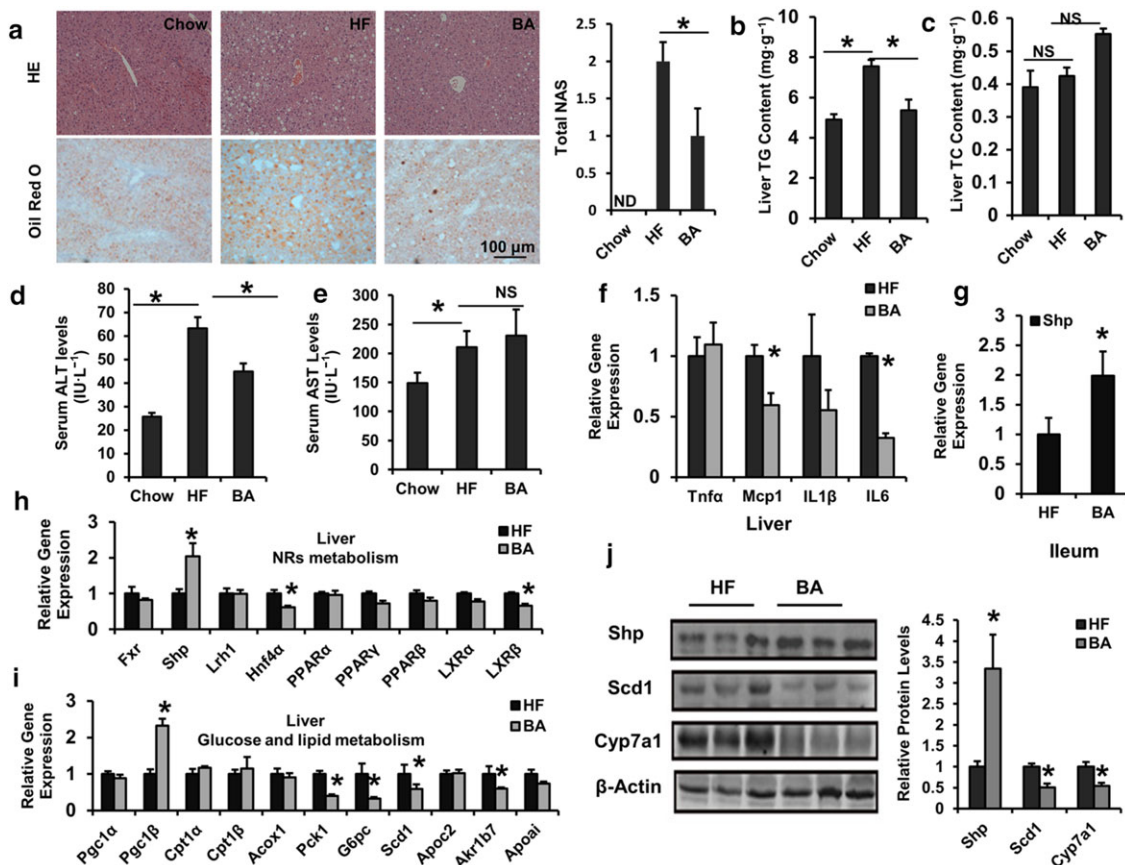 a
Chow
HF
BA
HE
Oil Red O
100 μm
Total NAS
2.5
2
1.5
1
0.5
0
*
ND
Chow
HF
BA
b
Liver TG Content (mg·g⁻¹)
8
6
4
2
0
* *
Chow
HF
BA
c
Liver TC Content (mg·g⁻¹)
0.6
0.5
0.4
0.3
0.2
0.1
0
NS
NS
Chow
HF
BA
d
Serum ALT levels
(IU·L⁻¹)
80
70
60
50
40
30
20
10
0
* *
Chow HF BA
e
Serum AST Levels
(IU·L⁻¹)
300
250
200
150
100
50
0
* NS
Chow HF BA
f
Relative Gene
Expression
1.5
1
0.5
0
HF
BA
* *
Tnfα Mcp1 IL1β IL6
Liver
g
Relative Gene
Expression
3
2.5
2
1.5
1
0.5
0
Shp
*
HF BA
Ileum
h
Relative Gene
Expression
3
2
1
0
Liver
NRs metabolism
HF
BA
* * *
Fxr
Shp
Lrh1
Hnf4α
PPARα
PPARγ
PPARβ
LXRα
LXRβ
i
Relative Gene
Expression
3
2
1
0
Liver
Glucose and lipid metabolism
HF
BA
* * * * *
Pgc1α
Pgc1β
Cpt1α
Cpt1β
Acox1
Pck1
G6pc
Scd1
Apoc2
Akr1b7
Apoai
j
HF BA
Shp
Scd1
Cyp7a1
β-Actin
Relative Protein Levels
4.5
4
3.5
3
2.5
2
1.5
1
0.5
0
HF
BA
* * *
Shp
Scd1
Cyp7a1